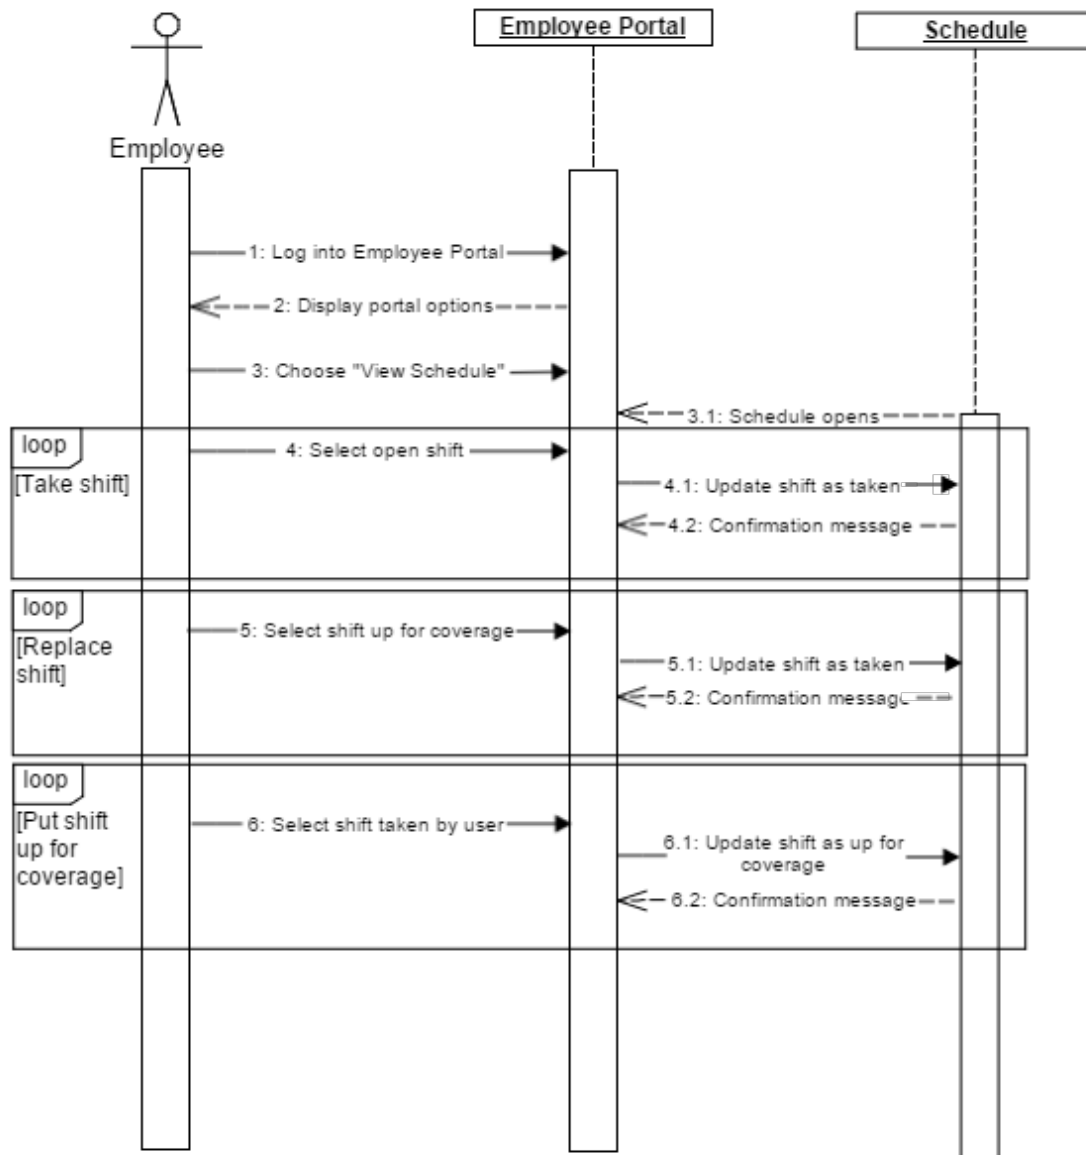 Employee Portal
Schedule
Employee
1: Log into Employee Portal
2: Display portal options
3: Choose "View Schedule"
3.1: Schedule opens
loop
[Take shift]
4: Select open shift
4.1: Update shift as taken
4.2: Confirmation message
loop
[Replace
shift]
5: Select shift up for coverage
5.1: Update shift as taken
5.2: Confirmation message
loop
[Put shift
up for
coverage]
6: Select shift taken by user
6.1: Update shift as up for
coverage
6.2: Confirmation message